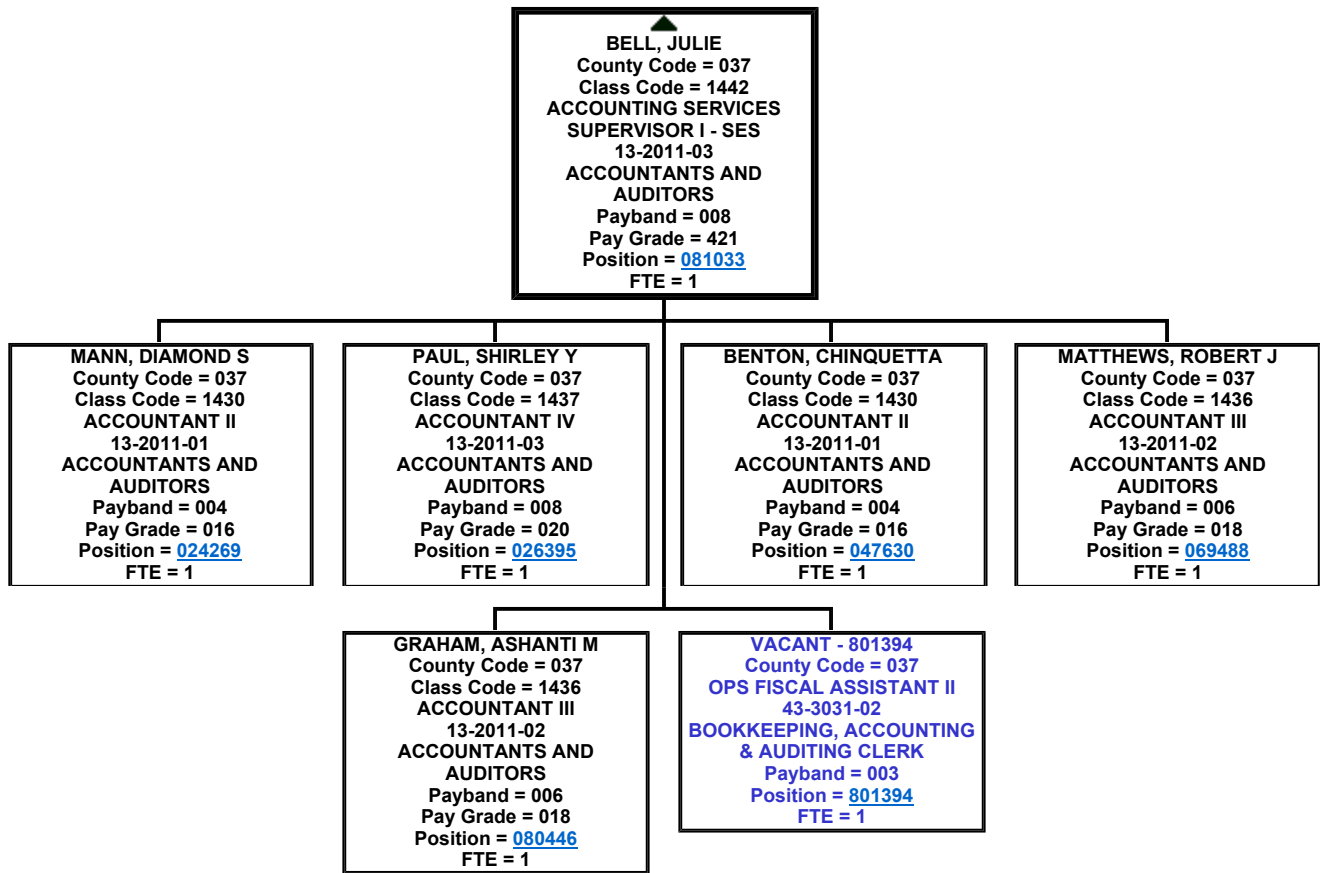 BELL, JULIE
County Code = 037
Class Code = 1442
ACCOUNTING SERVICES
SUPERVISOR I - SES
13-2011-03
ACCOUNTANTS AND
AUDITORS
Payband = 008
Pay Grade = 421
Position = 081033
FTE = 1
MANN, DIAMOND S
County Code = 037
Class Code = 1430
ACCOUNTANT II
13-2011-01
ACCOUNTANTS AND
AUDITORS
Payband = 004
Pay Grade = 016
Position = 024269
FTE = 1
PAUL, SHIRLEY Y
County Code = 037
Class Code = 1437
ACCOUNTANT IV
13-2011-03
ACCOUNTANTS AND
AUDITORS
Payband = 008
Pay Grade = 020
Position = 026395
FTE = 1
BENTON, CHINQUETTA
County Code = 037
Class Code = 1430
ACCOUNTANT II
13-2011-01
ACCOUNTANTS AND
AUDITORS
Payband = 004
Pay Grade = 016
Position = 047630
FTE = 1
MATTHEWS, ROBERT J
County Code = 037
Class Code = 1436
ACCOUNTANT III
13-2011-02
ACCOUNTANTS AND
AUDITORS
Payband = 006
Pay Grade = 018
Position = 069488
FTE = 1
GRAHAM, ASHANTI M
County Code = 037
Class Code = 1436
ACCOUNTANT III
13-2011-02
ACCOUNTANTS AND
AUDITORS
Payband = 006
Pay Grade = 018
Position = 080446
FTE = 1
VACANT - 801394
County Code = 037
OPS FISCAL ASSISTANT II
43-3031-02
BOOKKEEPING, ACCOUNTING
& AUDITING CLERK
Payband = 003
Position = 801394
FTE = 1